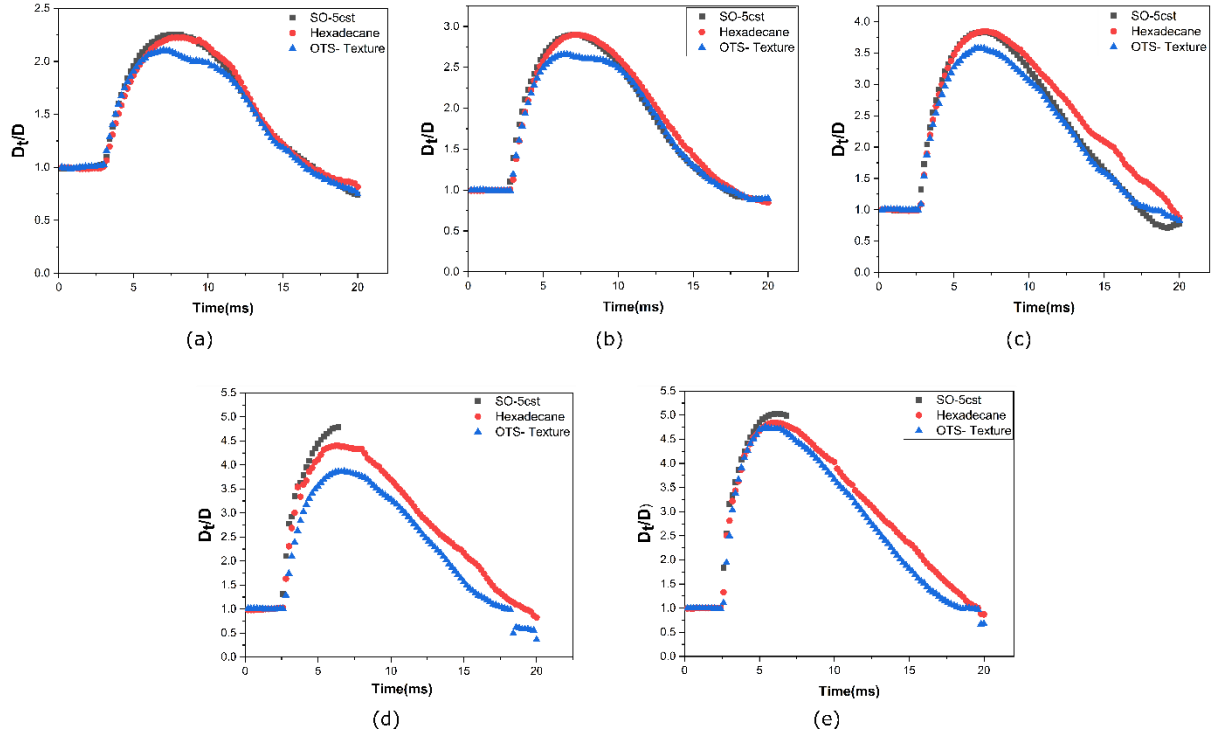 SO-5cst
Hexadecane
OTS- Texture
2.5
2.0
1.5
1.0
0.5
0.0
Dt/D
0
5
10
15
20
Time(ms)
(a)
SO-5cst
Hexadecane
OTS- Texture
3.0
2.5
2.0
1.5
1.0
0.5
0.0
Dt/D
0
5
10
15
20
Time(ms)
(b)
SO-5cst
Hexadecane
OTS- Texture
4.0
3.5
3.0
2.5
2.0
1.5
1.0
0.5
0.0
Dt/D
0
5
10
15
20
Time(ms)
(c)
SO-5cst
Hexadecane
OTS- Texture
5.5
5.0
4.5
4.0
3.5
3.0
2.5
2.0
1.5
1.0
0.5
0.0
Dt/D
0
5
10
15
20
Time(ms)
(d)
SO-5cst
Hexadecane
OTS- Texture
5.5
5.0
4.5
4.0
3.5
3.0
2.5
2.0
1.5
1.0
0.5
0.0
Dt/D)
0
5
10
15
20
Time(ms)
(e)